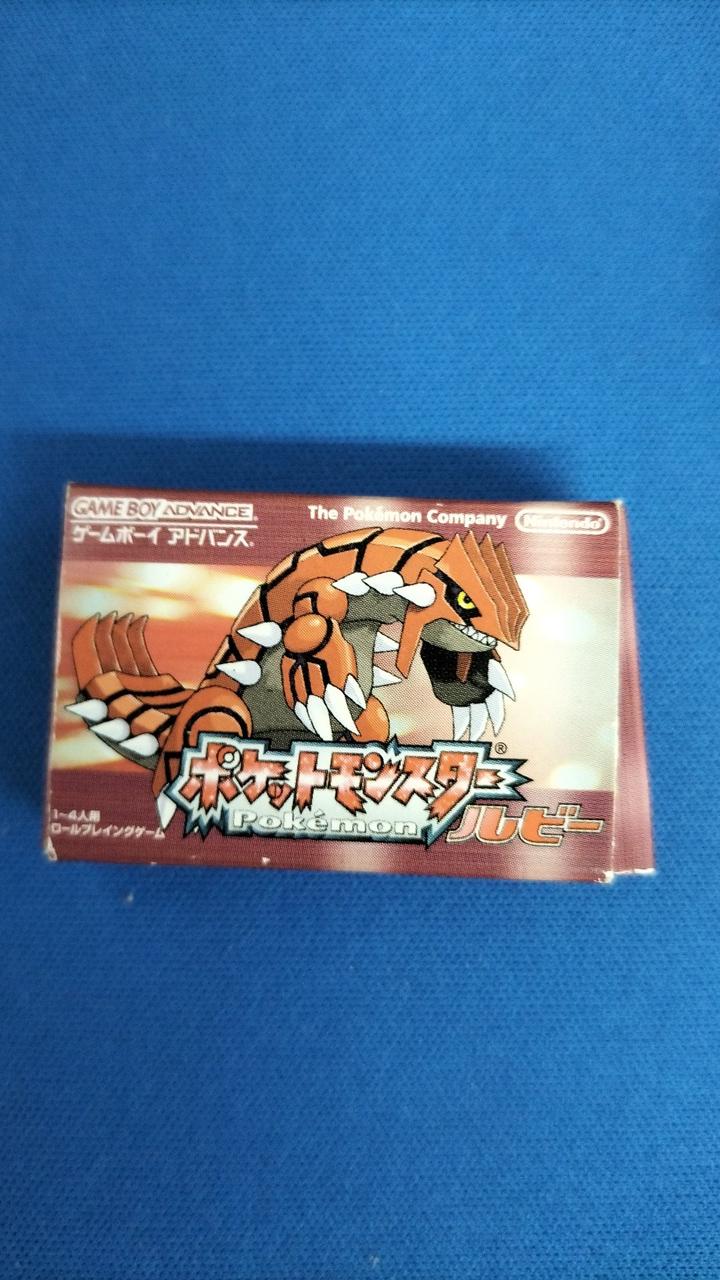 GAME BOY ADVANCE
ゲームボーイ アドバンス
The Pokémon Company
Nintendo®
ポケットモンスター®
Pokémon
ルビー
1~4人用
ロールプレイングゲーム